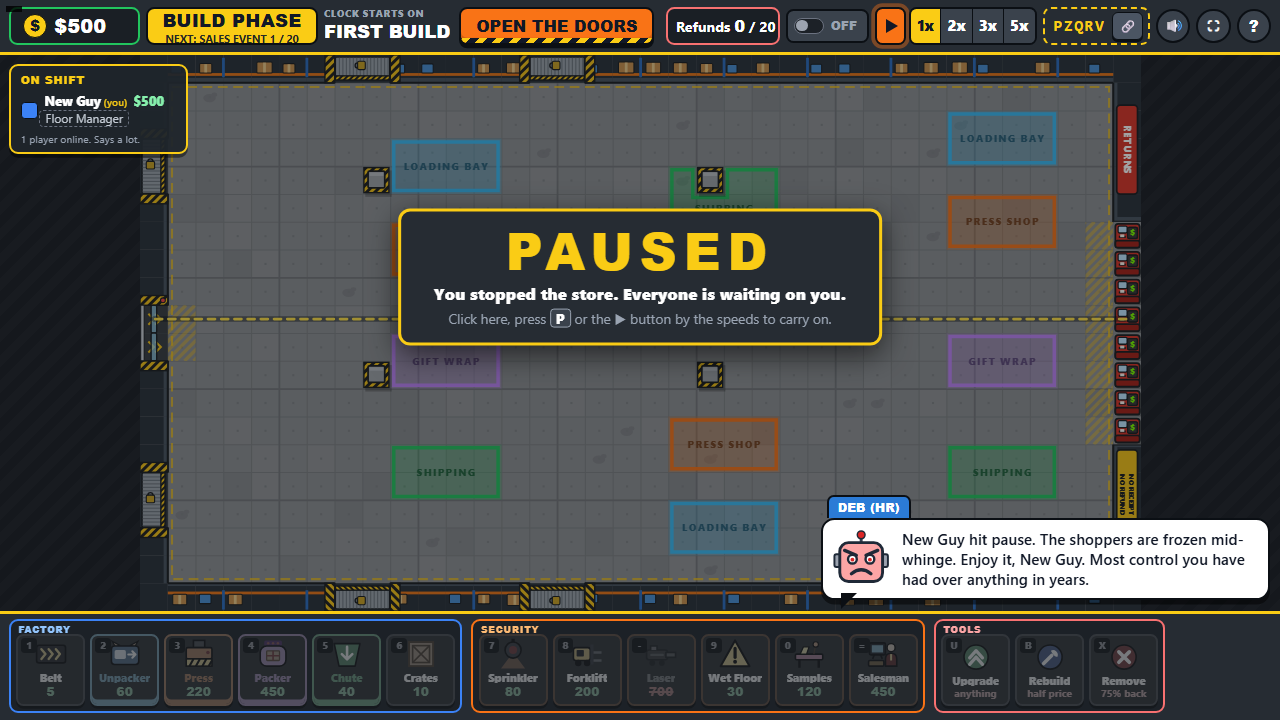 $500
BUILD PHASE
NEXT: SALES EVENT 1 / 20
CLOCK STARTS ON
FIRST BUILD
OPEN THE DOORS
Refunds 0 / 20
OFF
1x 2x 3x 5x
PZQRV
?
ON SHIFT
New Guy (you) $500
Floor Manager
1 player online. Says a lot.
LOADING BAY
LOADING BAY
RETURNS
SHIPPING
PRESS SHOP
PAUSED
You stopped the store. Everyone is waiting on you.
Click here, press P or the ▶ button by the speeds to carry on.
GIFT WRAP
GIFT WRAP
PRESS SHOP
SHIPPING
SHIPPING
NO RECEIPT
NO REFUND
LOADING BAY
DEB (HR)
New Guy hit pause. The shoppers are frozen mid-
whinge. Enjoy it, New Guy. Most control you have
had over anything in years.
FACTORY
1 Belt 5
2 Unpacker 60
3 Press 220
4 Packer 450
5 Chute 40
6 Crates 10
SECURITY
7 Sprinkler 80
8 Forklift 200
- Laser 700
9 Wet Floor 30
0 Samples 120
= Salesman 450
TOOLS
U Upgrade anything
B Rebuild half price
X Remove 75% back